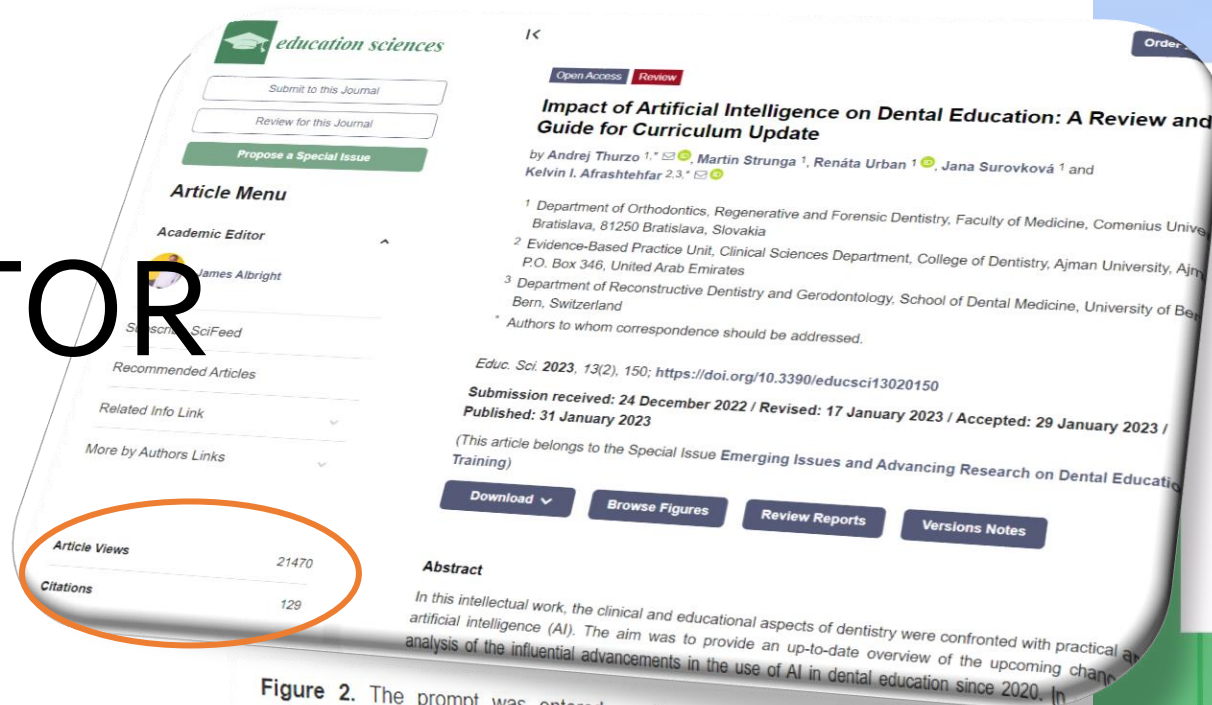 education sciences
Submit to this Journal
Review for this Journal
Propose a Special Issue
Article Menu
Academic Editor
James Albright
TOR
SciFeed
Recommended Articles
Related Info Link
More by Authors Links
Article Views 21470
Citations 129
Order
Open Access Review
Impact of Artificial Intelligence on Dental Education: A Review and
Guide for Curriculum Update
by Andrej Thurzo 1,* , Martin Strunga 1, Renáta Urban 1 , Jana Surovková 1 and
Kelvin I. Afrashtehfar 2,3,*
1 Department of Orthodontics, Regenerative and Forensic Dentistry, Faculty of Medicine, Comenius
Bratislava, 81250 Bratislava, Slovakia
2 Evidence-Based Practice Unit, Clinical Sciences Department, College of Dentistry, Ajman University,
P.O. Box 346, United Arab Emirates
3 Department of Reconstructive Dentistry and Gerodontology, School of Dental Medicine, University of
Bern, Switzerland
* Authors to whom correspondence should be addressed.
Educ. Sci. 2023, 13(2), 150; https://doi.org/10.3390/educsci13020150
Submission received: 24 December 2022 / Revised: 17 January 2023 / Accepted: 29 January 2023 /
Published: 31 January 2023
(This article belongs to the Special Issue Emerging Issues and Advancing Research on Dental
Training)
Download Browse Figures Review Reports Versions Notes
Abstract
In this intellectual work, the clinical and educational aspects of dentistry were confronted with practical
artificial intelligence (AI). The aim was to provide an up-to-date overview of the upcoming
analysis of the influential advancements in the use of AI in dental education since 2020. In
Figure 2. The prompt was entered